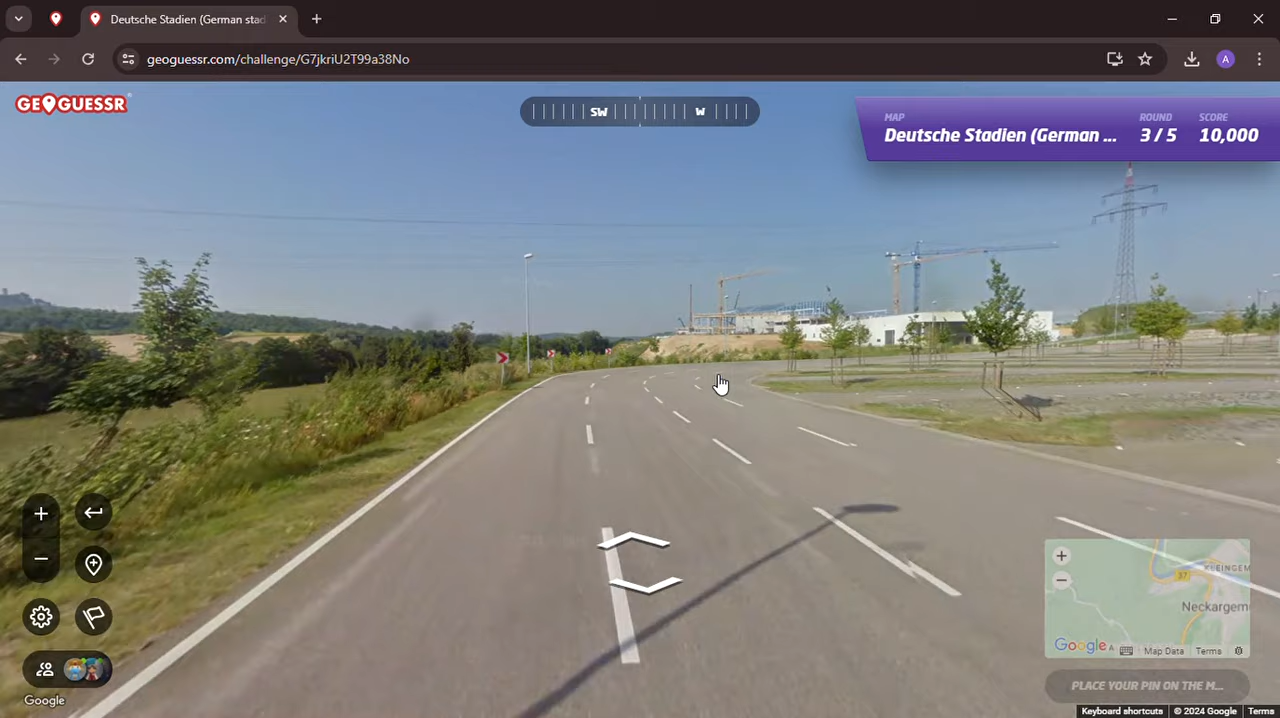 Deutsche Stadien (German stad
geoguessr.com/challenge/G7jkriU2T99a38No
A
GEOGUESSR
SW W
MAP ROUND SCORE
Deutsche Stadien (German ... 3 / 5 10,000
+
−
+
−
37
KLEINGEM
Neckargem
Google
Map Data
Terms
PLACE YOUR PIN ON THE M...
Google
Keyboard shortcuts
© 2024 Google
Terms